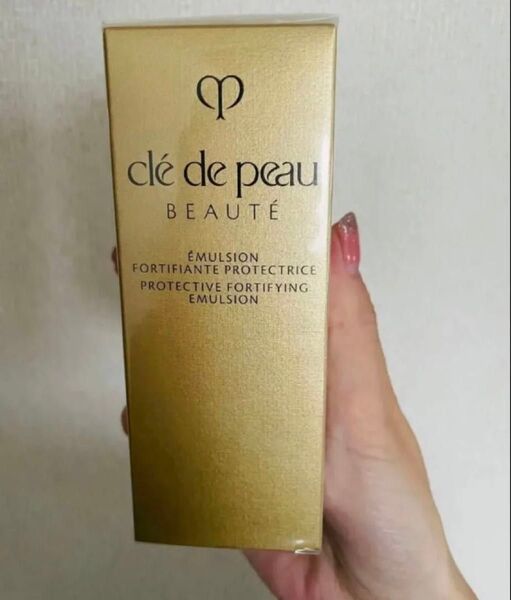 clé de peau
BEAUTÉ
ÉMULSION
FORTIFIANTE PROTECTRICE
PROTECTIVE FORTIFYING
EMULSION